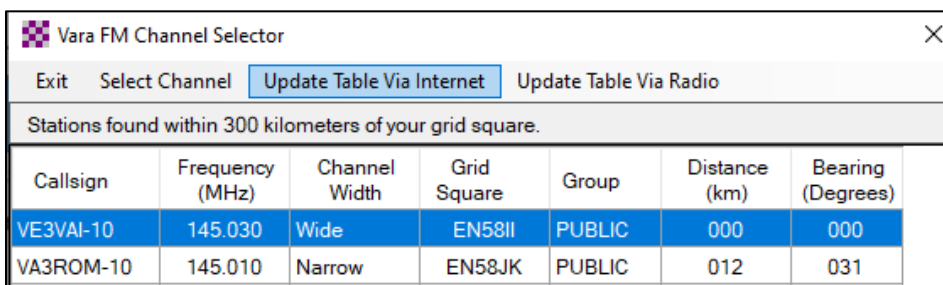 Vara FM Channel Selector
Exit Select Channel Update Table Via Internet Update Table Via Radio
Stations found within 300 kilometers of your grid square.
Callsign Frequency (MHz) Channel Width Grid Square Group Distance (km) Bearing (Degrees)
VE3VAI-10 145.030 Wide EN58II PUBLIC 000 000
VA3ROM-10 145.010 Narrow EN58JK PUBLIC 012 031